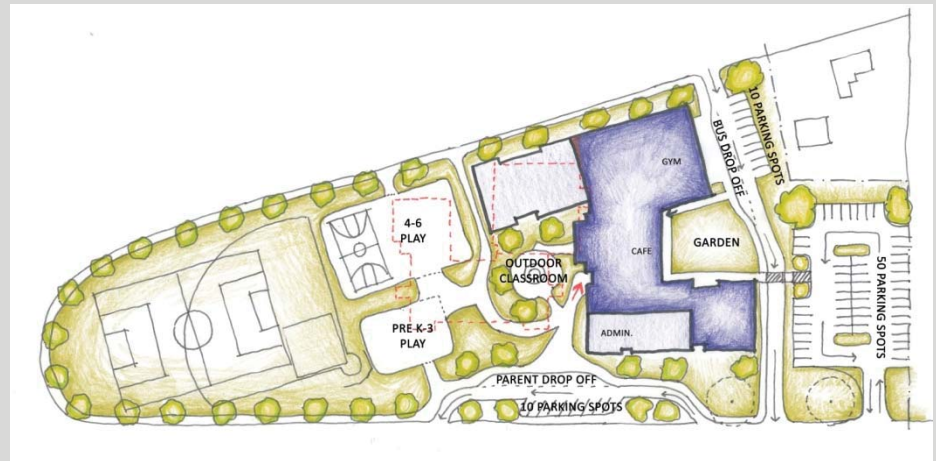 10 PARKING SPOTS
BUS DROP OFF
GYM
4-6
PLAY
CAFE
GARDEN
OUTDOOR
CLASSROOM
50 PARKING SPOTS
PRE K-3
PLAY
ADMIN.
PARENT DROP OFF
10 PARKING SPOTS